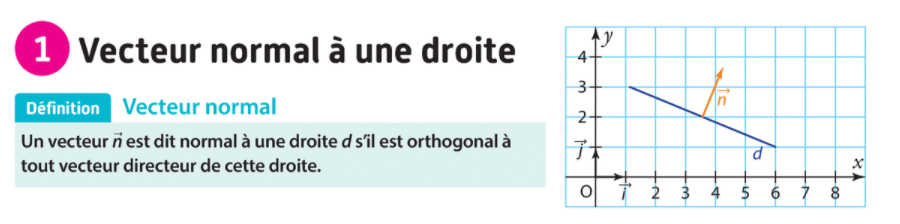 1 Vecteur normal à une droite
Définition Vecteur normal
Un vecteur n⃗ est dit normal à une droite d s’il est orthogonal à
tout vecteur directeur de cette droite.
y
4
3
n⃗
2
j⃗
d
x
O i⃗ 2 3 4 5 6 7 8